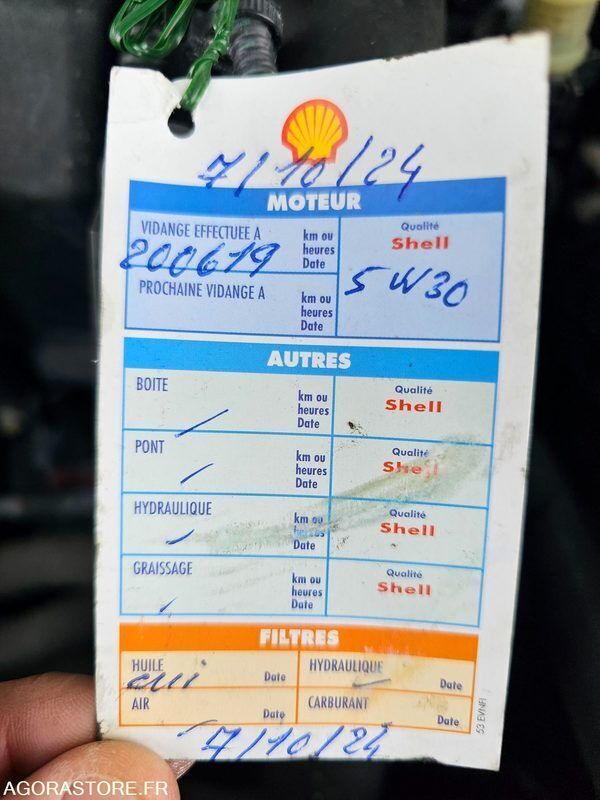 7/10/24
MOTEUR
VIDANGE EFFECTUEE A km ou heures Date
200619
Qualité
Shell
5W30
PROCHAINE VIDANGE A km ou heures Date
AUTRES
BOITE km ou heures Date
Qualité
Shell
PONT km ou heures Date
Qualité
Shell
HYDRAULIQUE km ou heures Date
Qualité
Shell
GRAISSAGE km ou heures Date
Qualité
Shell
FILTRES
HUILE Date
oui
HYDRAULIQUE Date
AIR Date
CARBURANT Date
7/10/24
AGORASTORE.FR